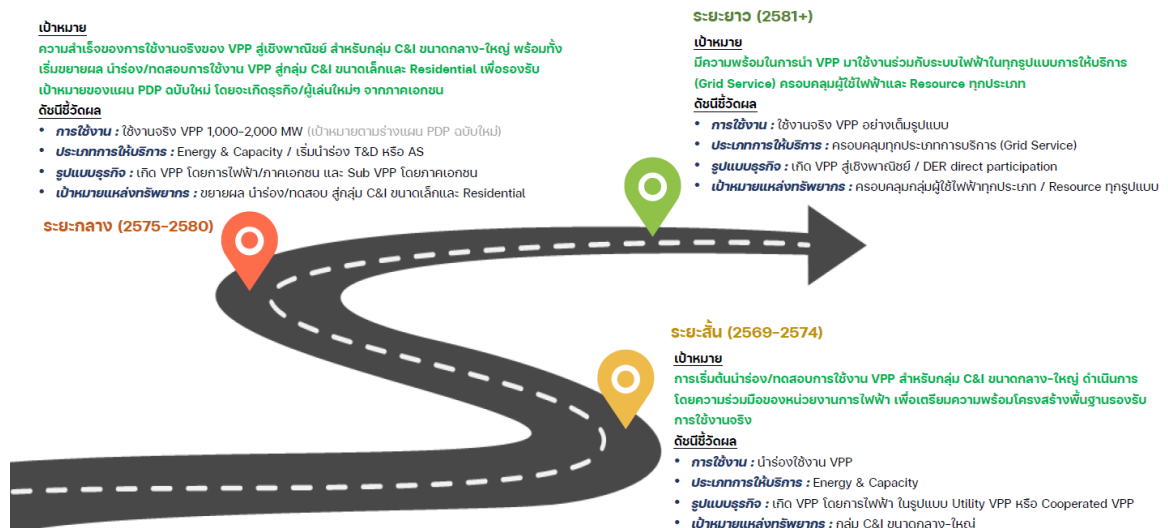 เป้าหมาย
ความสำเร็จของการใช้งานจริงของ VPP สู่เชิงพาณิชย์ สำหรับกลุ่ม C&I ขนาดกลาง-ใหญ่ พร้อมทั้ง
เริ่มขยายผล นำร่อง/ทดสอบการใช้งาน VPP สู่กลุ่ม C&I ขนาดเล็กและ Residential เพื่อรองรับ
เป้าหมายของแผน PDP ฉบับใหม่ โดยจะเกิดธุรกิจ/ผู้เล่นใหม่ๆ จากภาคเอกชน
ดัชนีชี้วัดผล
• การใช้งาน : ใช้งานจริง VPP 1,000-2,000 MW (เป้าหมายตามร่างแผน PDP ฉบับใหม่)
• ประเภทการให้บริการ : Energy & Capacity / เริ่มนำร่อง T&D หรือ AS
• รูปแบบธุรกิจ : เกิด VPP โดยการไฟฟ้า/ภาคเอกชน และ Sub VPP โดยภาคเอกชน
• เป้าหมายแหล่งทรัพยากร : ขยายผล นำร่อง/ทดสอบ สู่กลุ่ม C&I ขนาดเล็กและ Residential
ระยะกลาง (2575-2580)
ระยะยาว (2581+)
เป้าหมาย
มีความพร้อมในการนำ VPP มาใช้งานร่วมกับระบบไฟฟ้าในทุกรูปแบบการให้บริการ
(Grid Service) ครอบคลุมผู้ใช้ไฟฟ้าและ Resource ทุกประเภท
ดัชนีชี้วัดผล
• การใช้งาน : ใช้งานจริง VPP อย่างเต็มรูปแบบ
• ประเภทการให้บริการ : ครอบคลุมทุกประเภทการบริการ (Grid Service)
• รูปแบบธุรกิจ : เกิด VPP สู่เชิงพาณิชย์ / DER direct participation
• เป้าหมายแหล่งทรัพยากร : ครอบคลุมกลุ่มผู้ใช้ไฟฟ้าทุกประเภท / Resource ทุกรูปแบบ
ระยะสั้น (2569-2574)
เป้าหมาย
การเริ่มต้นนำร่อง/ทดสอบการใช้งาน VPP สำหรับกลุ่ม C&I ขนาดกลาง-ใหญ่ ดำเนินการ
โดยความร่วมมือของหน่วยงานการไฟฟ้า เพื่อเตรียมความพร้อมโครงสร้างพื้นฐานรองรับ
การใช้งานจริง
ดัชนีชี้วัดผล
• การใช้งาน : นำร่องใช้งาน VPP
• ประเภทการให้บริการ : Energy & Capacity
• รูปแบบธุรกิจ : เกิด VPP โดยการไฟฟ้า ในรูปแบบ Utility VPP หรือ Cooperated VPP
• เป้าหมายแหล่งทรัพยากร : กลุ่ม C&I ขนาดกลาง-ใหญ่